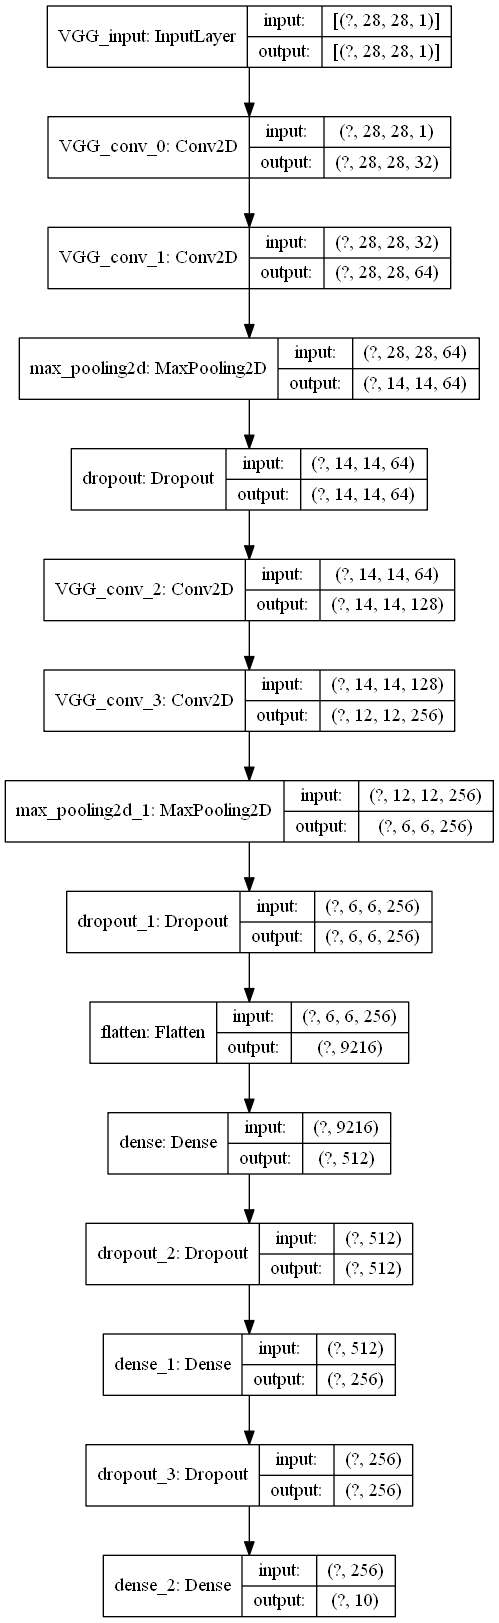 VGG_input: InputLayer
input: [(?, 28, 28, 1)]
output: [(?, 28, 28, 1)]
VGG_conv_0: Conv2D
input: (?, 28, 28, 1)
output: (?, 28, 28, 32)
VGG_conv_1: Conv2D
input: (?, 28, 28, 32)
output: (?, 28, 28, 64)
max_pooling2d: MaxPooling2D
input: (?, 28, 28, 64)
output: (?, 14, 14, 64)
dropout: Dropout
input: (?, 14, 14, 64)
output: (?, 14, 14, 64)
VGG_conv_2: Conv2D
input: (?, 14, 14, 64)
output: (?, 14, 14, 128)
VGG_conv_3: Conv2D
input: (?, 14, 14, 128)
output: (?, 12, 12, 256)
max_pooling2d_1: MaxPooling2D
input: (?, 12, 12, 256)
output: (?, 6, 6, 256)
dropout_1: Dropout
input: (?, 6, 6, 256)
output: (?, 6, 6, 256)
flatten: Flatten
input: (?, 6, 6, 256)
output: (?, 9216)
dense: Dense
input: (?, 9216)
output: (?, 512)
dropout_2: Dropout
input: (?, 512)
output: (?, 512)
dense_1: Dense
input: (?, 512)
output: (?, 256)
dropout_3: Dropout
input: (?, 256)
output: (?, 256)
dense_2: Dense
input: (?, 256)
output: (?, 10)